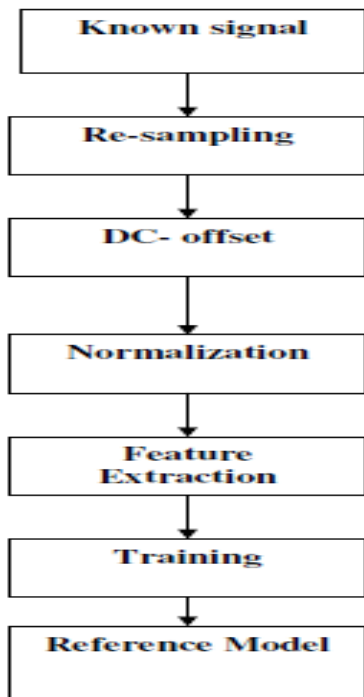 Known signal
Re-sampling
DC- offset
Normalization
Feature
Extraction
Training
Reference Model